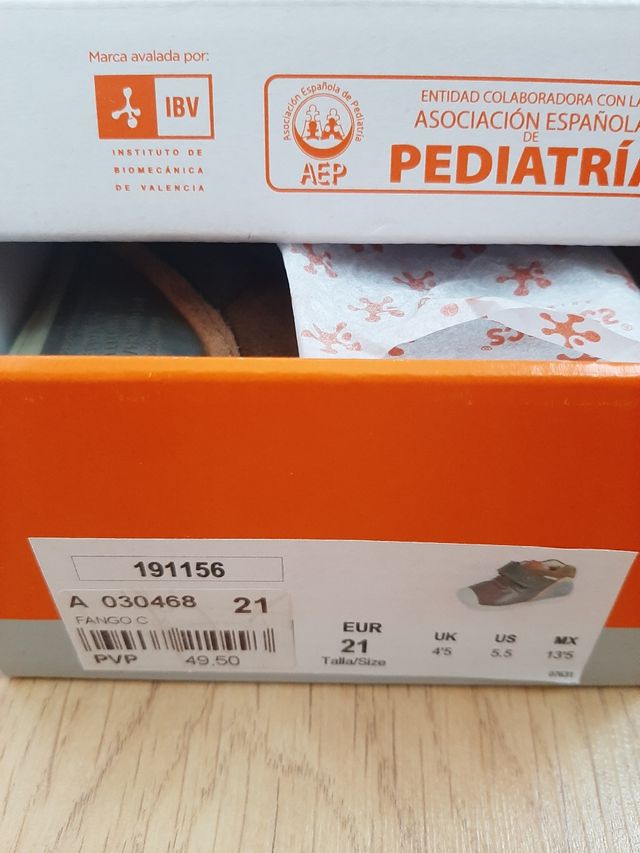 Marca avalada por:
IBV
INSTITUTO DE
BIOMECÁNICA
DE VALENCIA
Asociación Española de Pediatría
AEP
ENTIDAD COLABORADORA CON LA
ASOCIACIÓN ESPAÑOLA
DE
PEDIATRÍA
CS
191156
A 030468 21
FANGO C
PVP 49,50
EUR
21
Talla/Size
UK
4'5
US
5.5
MX
13'5
07631